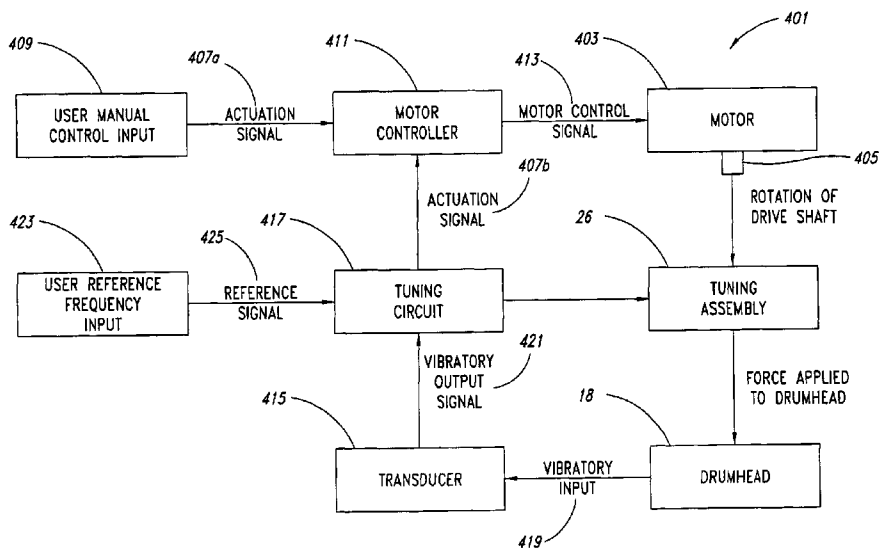 401
409
407a
411
413
403
USER MANUAL
CONTROL INPUT
ACTUATION
SIGNAL
MOTOR
CONTROLLER
MOTOR CONTROL
SIGNAL
MOTOR
405
407b
ACTUATION
SIGNAL
ROTATION OF
DRIVE SHAFT
423
425
417
26
USER REFERENCE
FREQUENCY
INPUT
REFERENCE
SIGNAL
TUNING
CIRCUIT
TUNING
ASSEMBLY
421
VIBRATORY
OUTPUT
SIGNAL
FORCE APPLIED
TO DRUMHEAD
415
18
TRANSDUCER
VIBRATORY
INPUT
DRUMHEAD
419